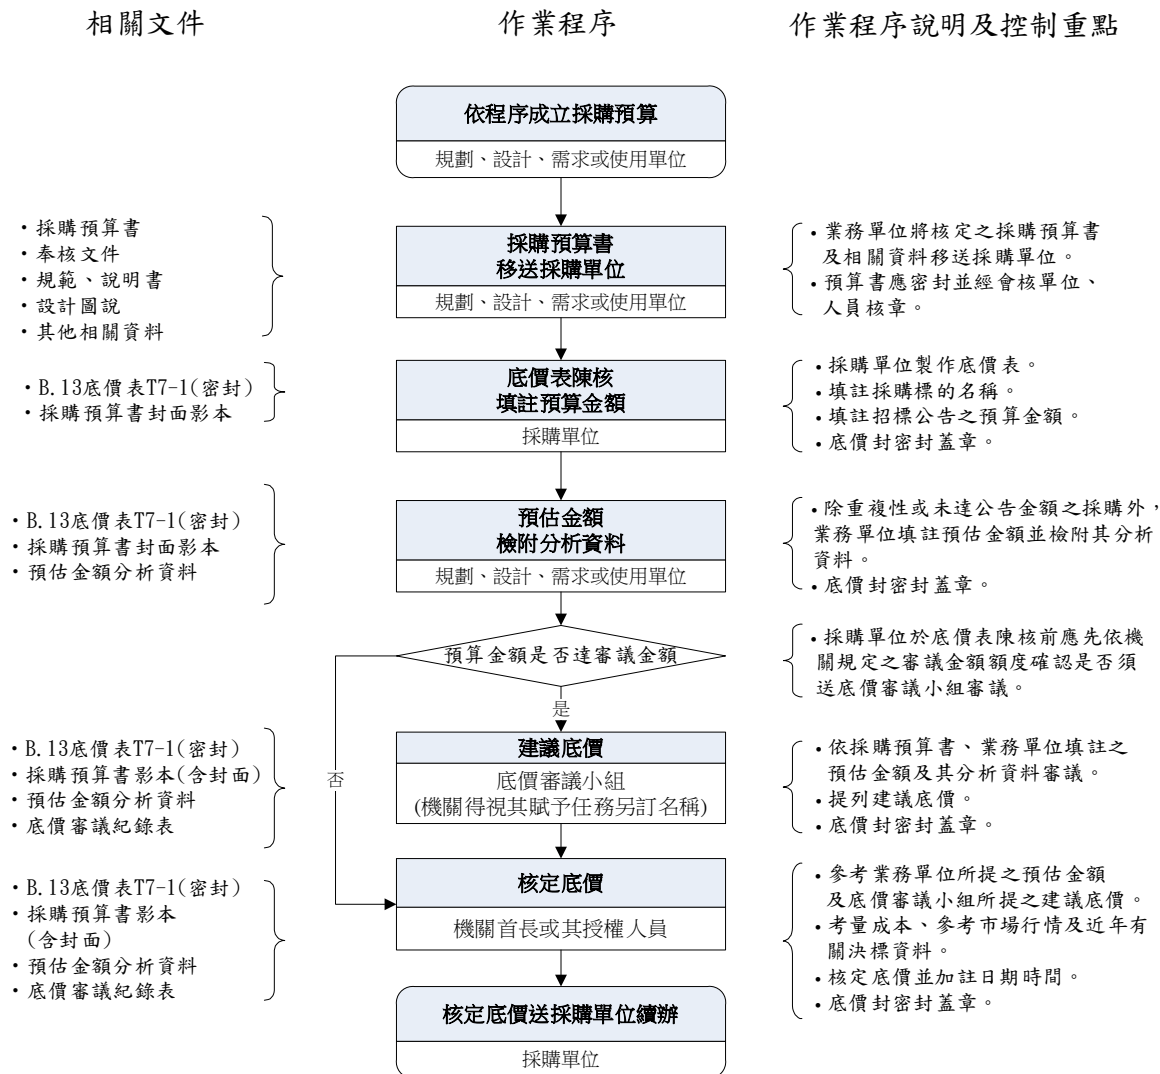 相關文件
作業程序
作業程序說明及控制重點
依程序成立採購預算
規劃、設計、需求或使用單位
・採購預算書
・奉核文件
・規範、說明書
・設計圖說
・其他相關資料
採購預算書
移送採購單位
規劃、設計、需求或使用單位
・業務單位將核定之採購預算書
及相關資料移送採購單位。
・預算書應密封並經會核單位、
人員核章。
・B.13底價表T7-1(密封)
・採購預算書封面影本
底價表陳核
填註預算金額
採購單位
・採購單位製作底價表。
・填註採購標的名稱。
・填註招標公告之預算金額。
・底價封密封蓋章。
・B.13底價表T7-1(密封)
・採購預算書封面影本
・預估金額分析資料
預估金額
檢附分析資料
規劃、設計、需求或使用單位
・除重複性或未達公告金額之採購外，
業務單位填註預估金額並檢附其分析
資料。
・底價封密封蓋章。
預算金額是否達審議金額
是
否
・採購單位於底價表陳核前應先依機
關規定之審議金額額度確認是否須
送底價審議小組審議。
・B.13底價表T7-1(密封)
・採購預算書影本(含封面)
・預估金額分析資料
・底價審議紀錄表
建議底價
底價審議小組
(機關得視其賦予任務另訂名稱)
・依採購預算書、業務單位填註之
預估金額及其分析資料審議。
・提列建議底價。
・底價封密封蓋章。
・B.13底價表T7-1(密封)
・採購預算書影本
(含封面)
・預估金額分析資料
・底價審議紀錄表
核定底價
機關首長或其授權人員
・參考業務單位所提之預估金額
及底價審議小組所提之建議底價。
・考量成本、參考市場行情及近年有
關決標資料。
・核定底價並加註日期時間。
・底價封密封蓋章。
核定底價送採購單位續辦
採購單位